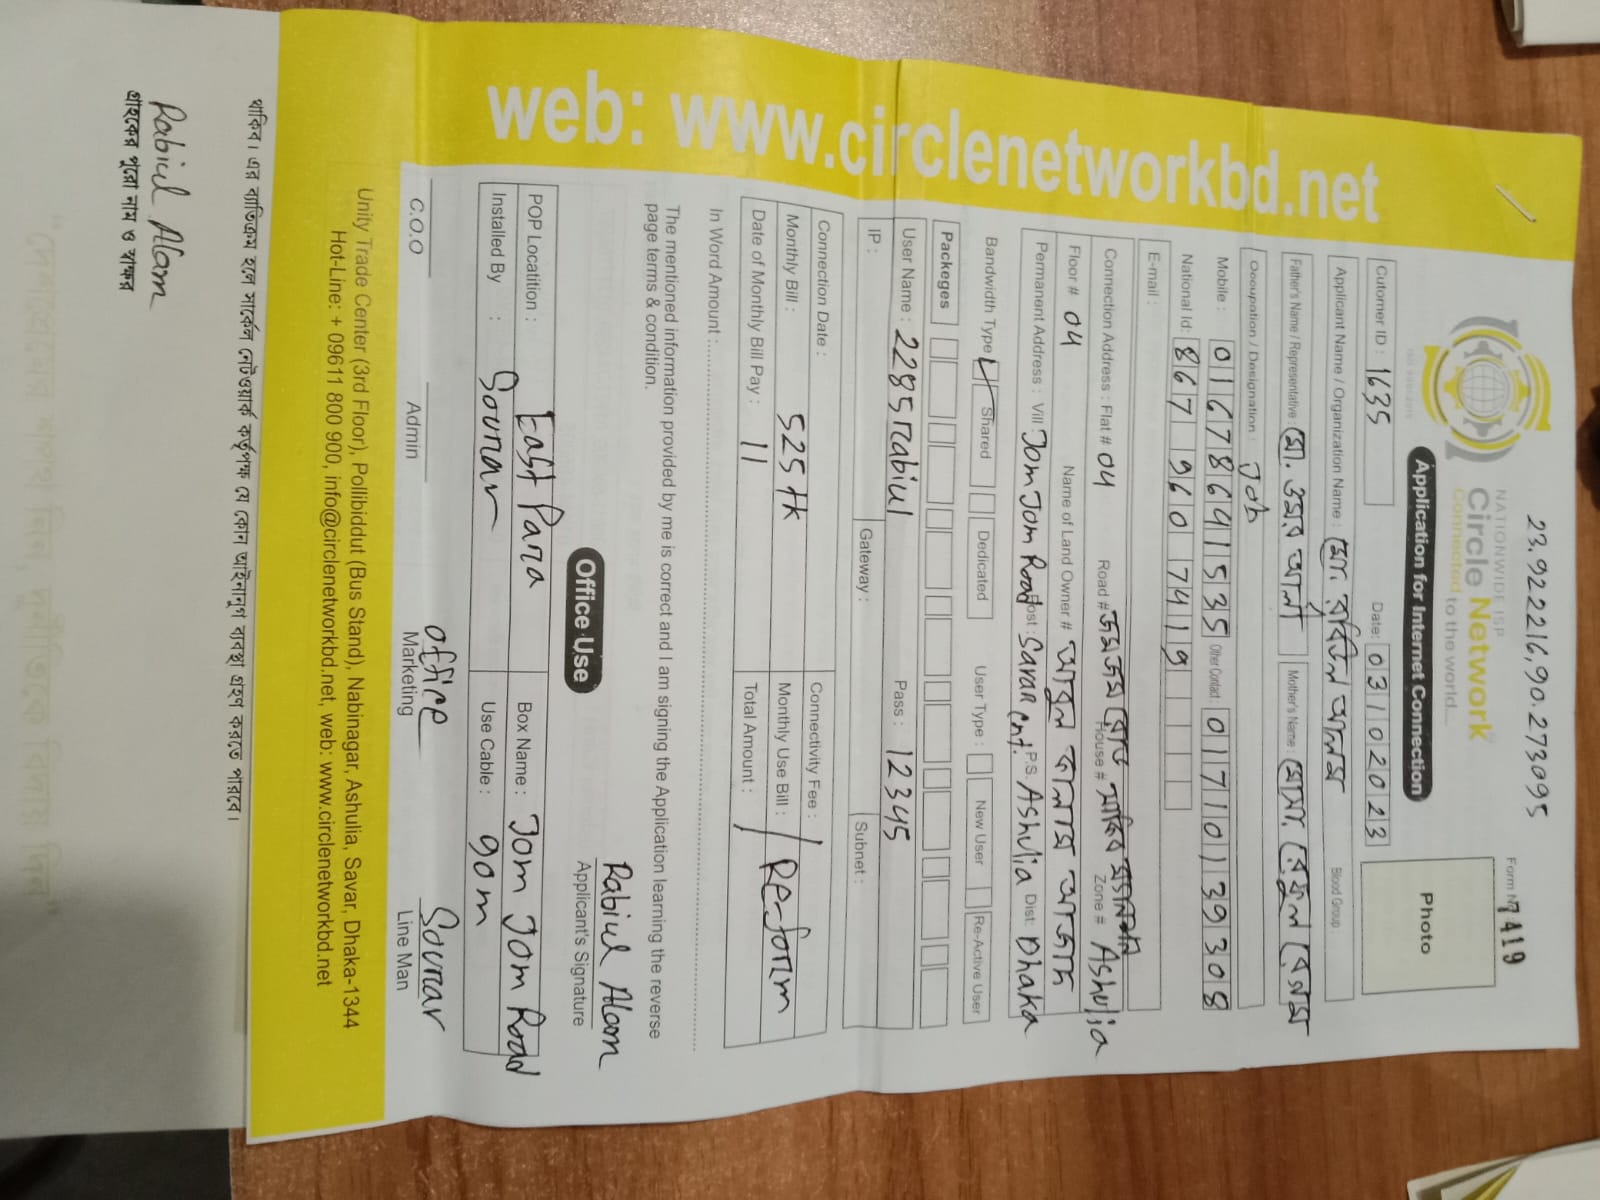 23.922216,90.273095
Form N 7419
NATIONWIDE ISP
Circle Network
Connected to the world...
Application for Internet Connection
Photo
Cutomer ID : 1635 Date: 03102023
Applicant Name / Organization Name : মো. রবিউল আলম Blood Group :
Father's Name / Representative : মো. ওমর আলী Mother's Name : মোসা. বেগম
Occupation / Designation : Job
Mobile : 01678641535 Other Contact : 01710139308
National Id: 8679607419
E-mail :
Connection Address : Flat # 04 Road # জমজম রোড House # Zone # Ashulia
Floor # 04 Name of Land Owner # আবুল কালাম আজাদ
Permanent Address : Vill: Jom Jom Road Post : Savar Cnt. P.S. Ashulia Dist: Dhaka
Bandwidth Type Shared Dedicated User Type : New User Re-Active User
Packeges
User Name : 2285rabiul Pass : 12345
IP : Gateway : Subnet :
Connection Date : Connectivity Fee :
Monthly Bill : 525 tk Monthly Use Bill : Re-form
Date of Monthly Bill Pay : 11 Total Amount :
In Word Amount :
The mentioned information provided by me is correct and I am signing the Application learning the reverse
page terms & condition.
Rabiul Alam
Applicant's Signature
Office Use
POP Locatition : East Para Box Name : Jom Jom Road
Installed By : Sourav Use Cable : 90m
office Sourav
C.O.O Admin Marketing Line Man
Unity Trade Center (3rd Floor), Pollibiddut (Bus Stand), Nabinagar, Ashulia, Savar, Dhaka-1344
Hot-Line: + 09611 800 900, info@circlenetworkbd.net, web: www.circlenetworkbd.net
web: www.circlenetworkbd.net
থাকিব। এর ব্যাতিক্রম হলে সার্কেল নেটওয়ার্ক কর্তৃপক্ষ যে কোন আইনানুগ ব্যবস্থা গ্রহণ করতে পারবে।
Rabiul Alam
গ্রাহকের পুরো নাম ও স্বাক্ষর